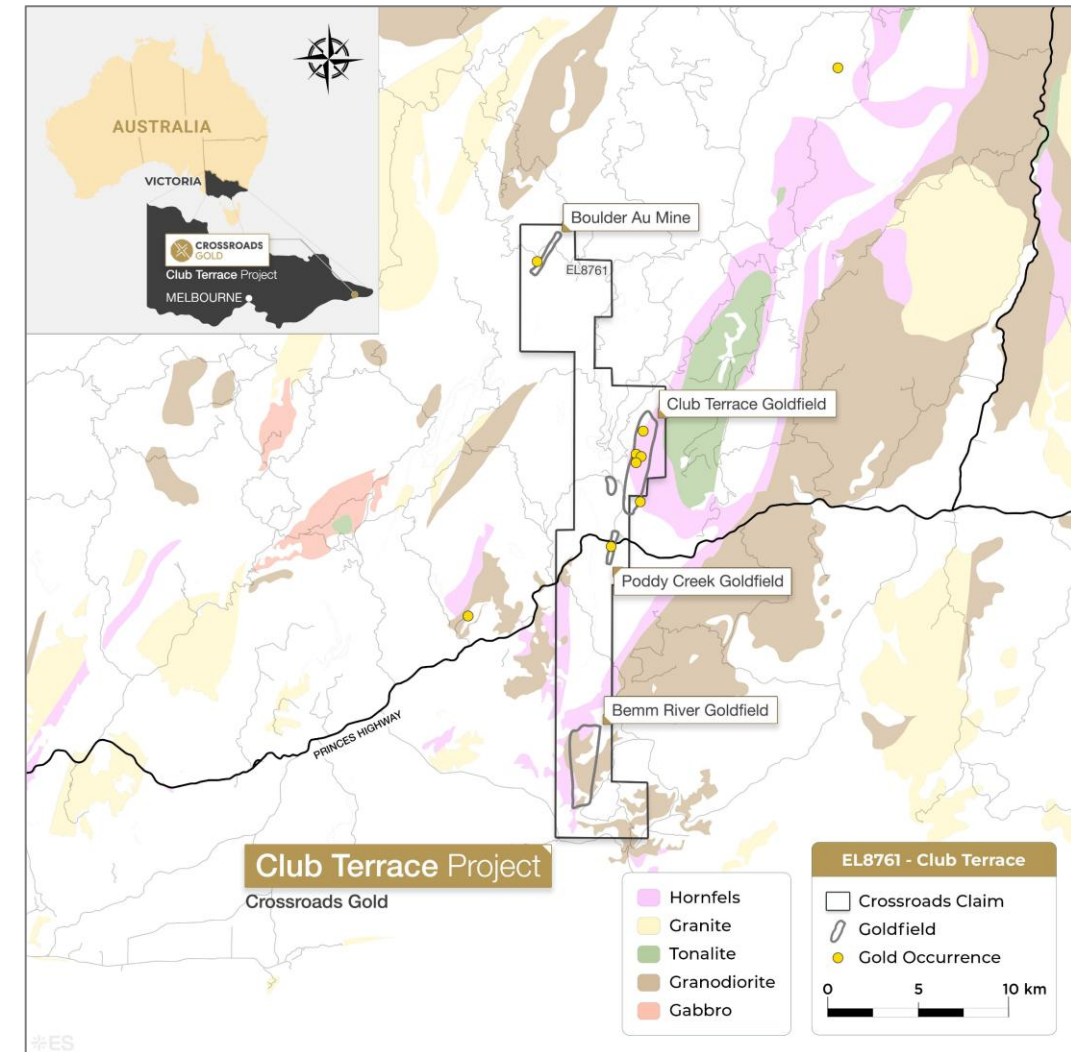 AUSTRALIA
VICTORIA
CROSSROADS
GOLD
Club Terrace Project
MELBOURNE
Boulder Au Mine
EL8761
Club Terrace Goldfield
Poddy Creek Goldfield
Bemm River Goldfield
PRINCES HIGHWAY
Club Terrace Project
Crossroads Gold
Hornfels
Granite
Tonalite
Granodiorite
Gabbro
EL8761 - Club Terrace
Crossroads Claim
Goldfield
Gold Occurrence
0 5 10 km
ES